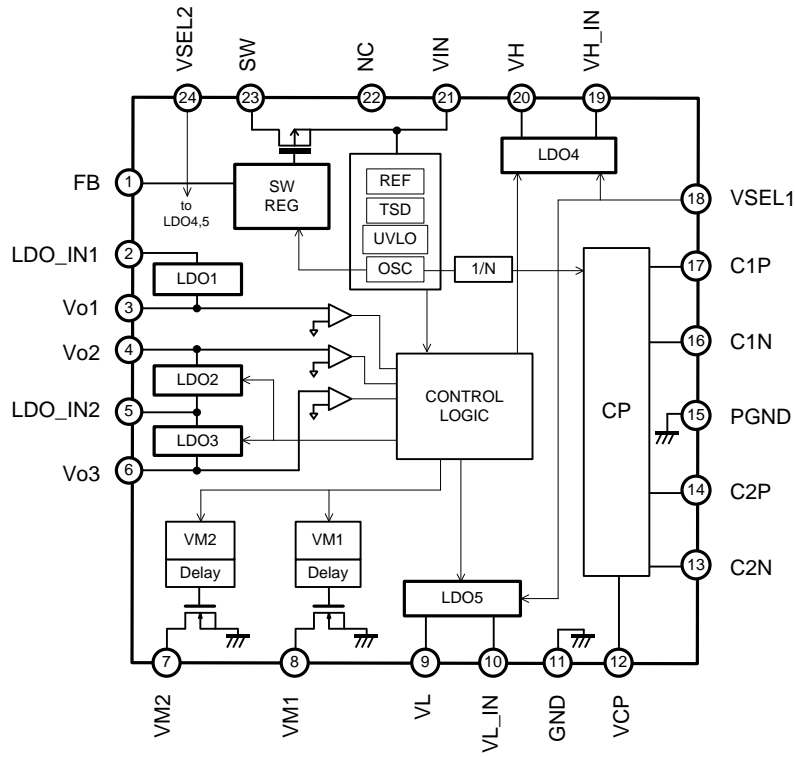 VSEL2
SW
NC
VIN
VH
VH_IN
24
23
22
21
20
19
FB
1
to
LDO4,5
SW
REG
REF
TSD
UVLO
OSC
LDO4
18
VSEL1
LDO_IN1
2
LDO1
1/N
17
C1P
Vo1
3
Vo2
4
16
C1N
LDO2
CONTROL
LOGIC
CP
LDO_IN2
5
15
PGND
LDO3
Vo3
6
14
C2P
VM2
Delay
VM1
Delay
13
C2N
LDO5
7
8
9
10
11
12
VM2
VM1
VL
VL_IN
GND
VCP